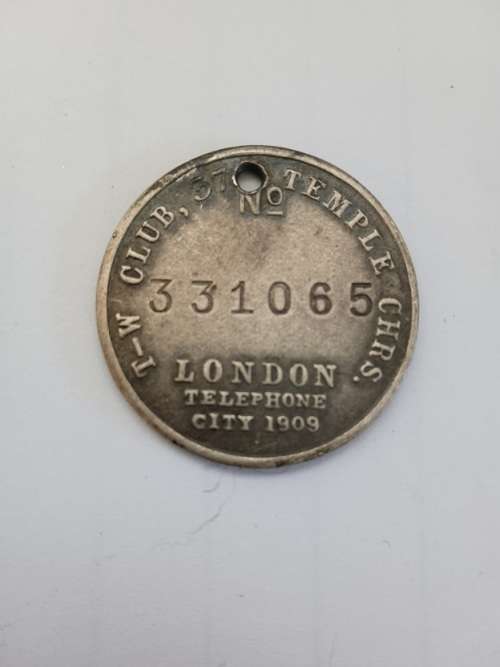 T-W CLUB, 37 TEMPLE CHRS.
No
331065
LONDON
TELEPHONE
CITY 1909